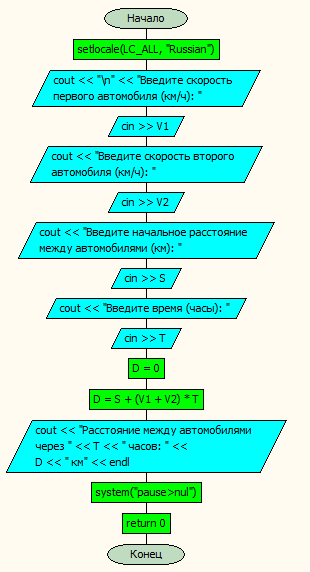 Начало
setlocale(LC_ALL, "Russian")
cout << "\n" << "Введите скорость
первого автомобиля (км/ч): "
cin >> V1
cout << "Введите скорость второго
автомобиля (км/ч): "
cin >> V2
cout << "Введите начальное расстояние
между автомобилями (км): "
cin >> S
cout << "Введите время (часы): "
cin >> T
D = 0
D = S + (V1 + V2) * T
cout << "Расстояние между автомобилями
через " << T << " часов: " <<
D << " км" << endl
system("pause>nul")
return 0
Конец